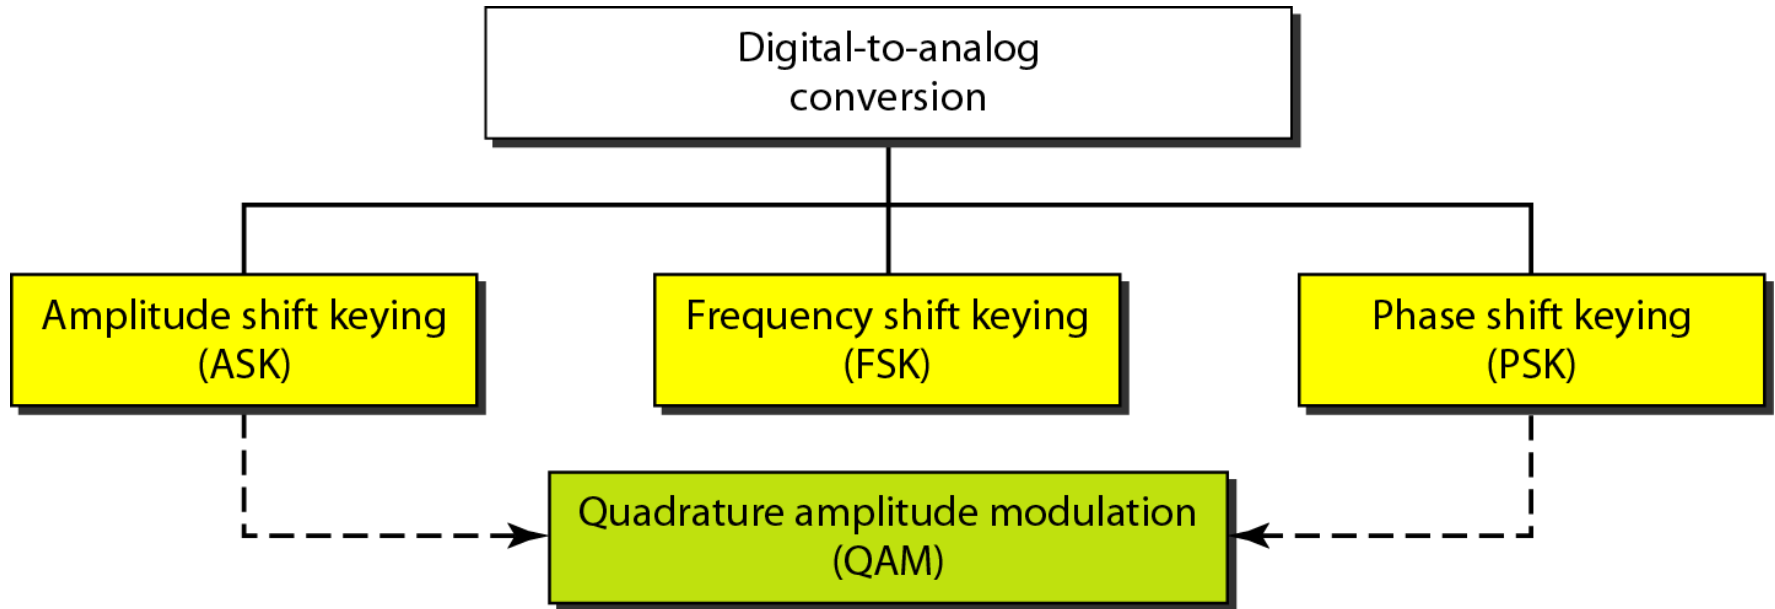 Digital-to-analog
conversion
Amplitude shift keying
(ASK)
Frequency shift keying
(FSK)
Phase shift keying
(PSK)
Quadrature amplitude modulation
(QAM)